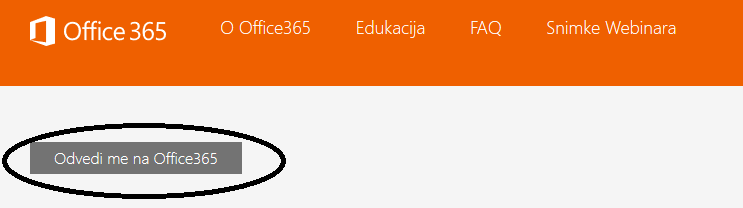 Office 365 O Office365 Edukacija FAQ Snimke Webinara
Odvedi me na Office365